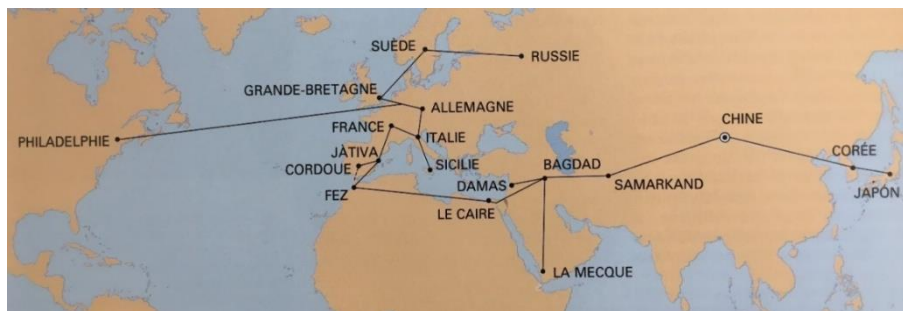 SUÈDE
RUSSIE
GRANDE-BRETAGNE
ALLEMAGNE
PHILADELPHIE
FRANCE
ITALIE
CHINE
JÀTIVA
CORDOUE
SICILIE
BAGDAD
CORÉE
DAMAS
SAMARKAND
JAPON
FEZ
LE CAIRE
LA MECQUE